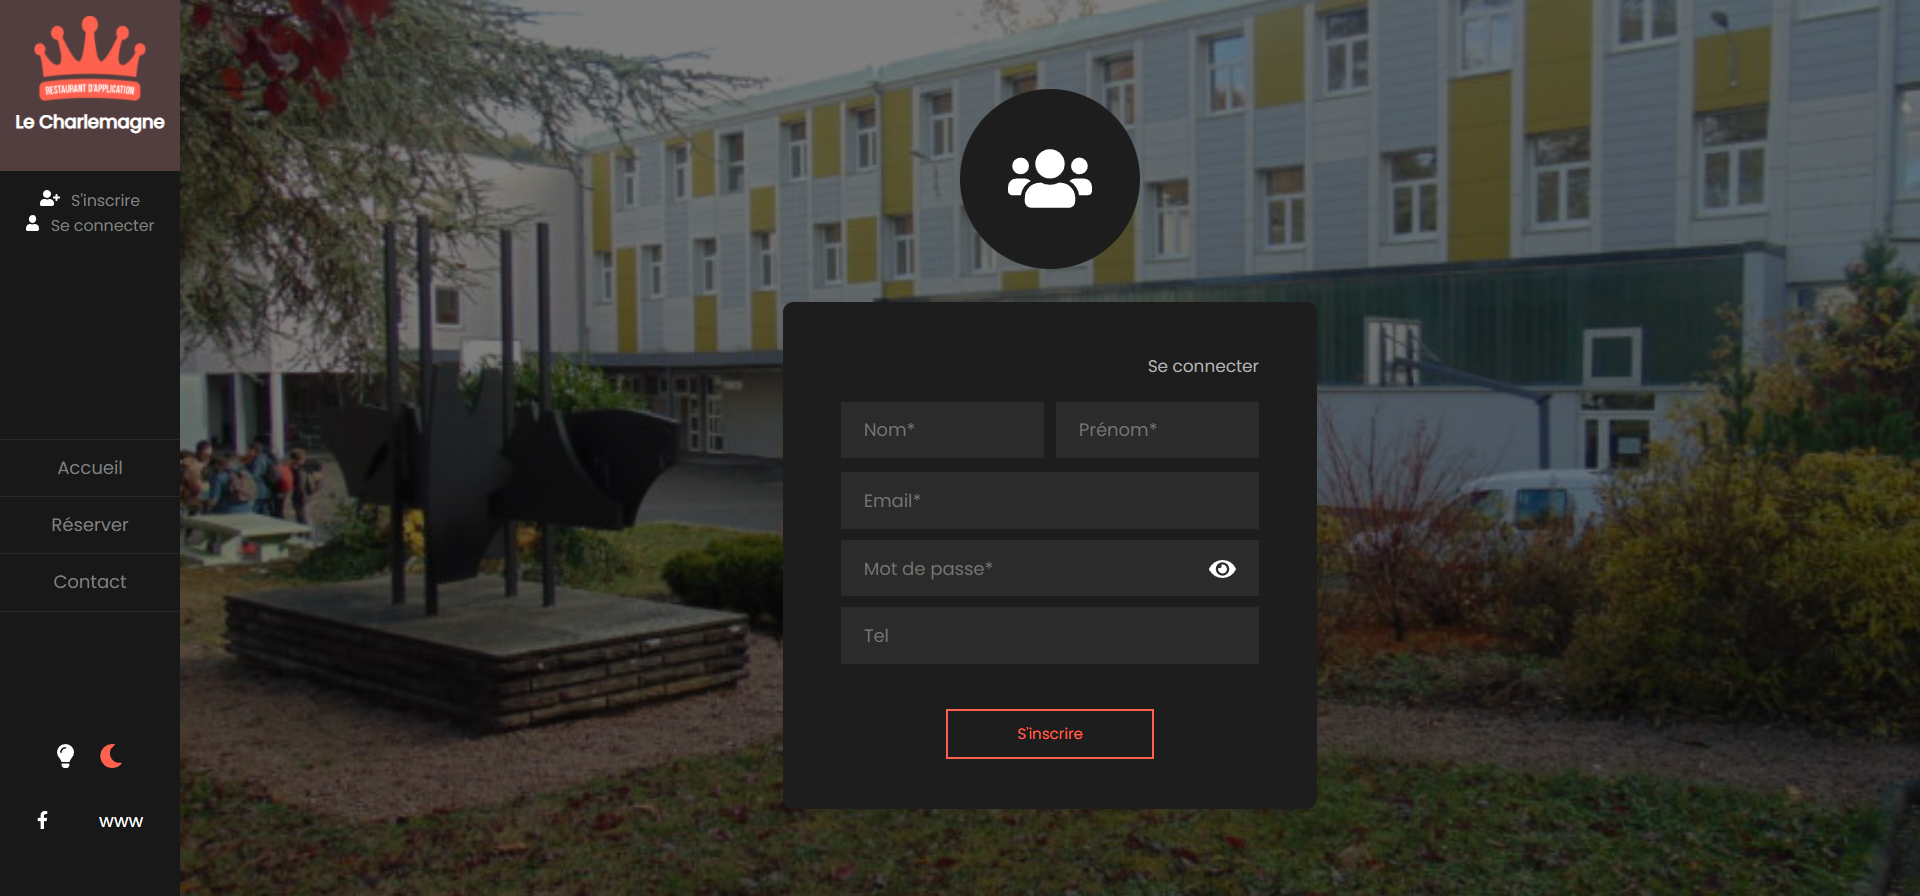 RESTAURANT D'APPLICATION
Le Charlemagne
S'inscrire
Se connecter
Accueil
Réserver
Contact
www
Se connecter
Nom*
Prénom*
Email*
Mot de passe*
Tel
S'inscrire